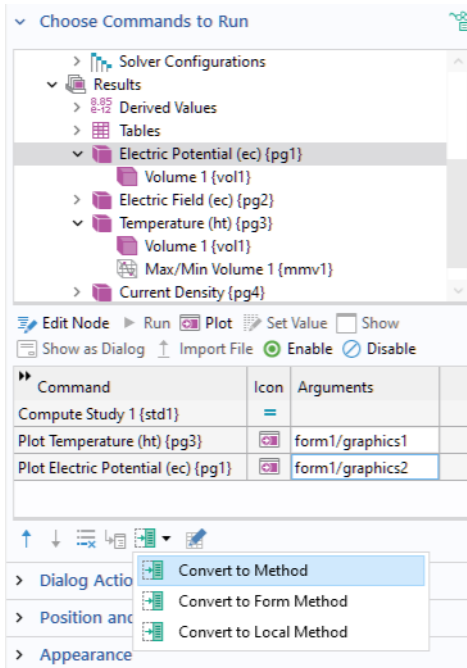 Choose Commands to Run
Solver Configurations
Results
8.85
e-12 Derived Values
Tables
Electric Potential (ec) {pg1}
Volume 1 {vol1}
Electric Field (ec) {pg2}
Temperature (ht) {pg3}
Volume 1 {vol1}
Max/Min Volume 1 {mmv1}
Current Density {pg4}
Edit Node Run Plot Set Value Show
Show as Dialog Import File Enable Disable
Command Icon Arguments
Compute Study 1 {std1} =
Plot Temperature (ht) {pg3} form1/graphics1
Plot Electric Potential (ec) {pg1} form1/graphics2
Convert to Method
Dialog Actio
Convert to Form Method
Position and
Convert to Local Method
Appearance